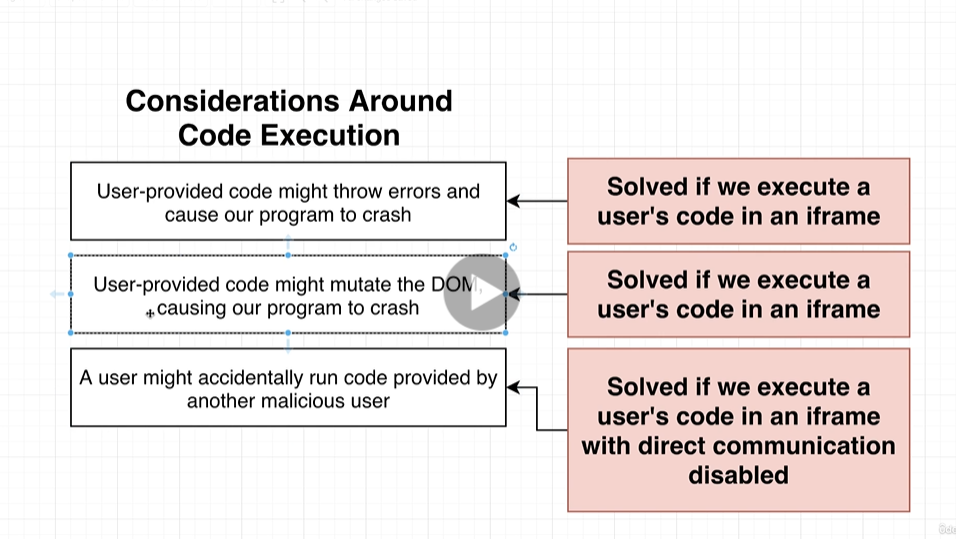 Considerations Around
Code Execution
User-provided code might throw errors and
cause our program to crash
Solved if we execute a
user's code in an iframe
User-provided code might mutate the DOM,
causing our program to crash
Solved if we execute a
user's code in an iframe
A user might accidentally run code provided by
another malicious user
Solved if we execute a
user's code in an iframe
with direct communication
disabled